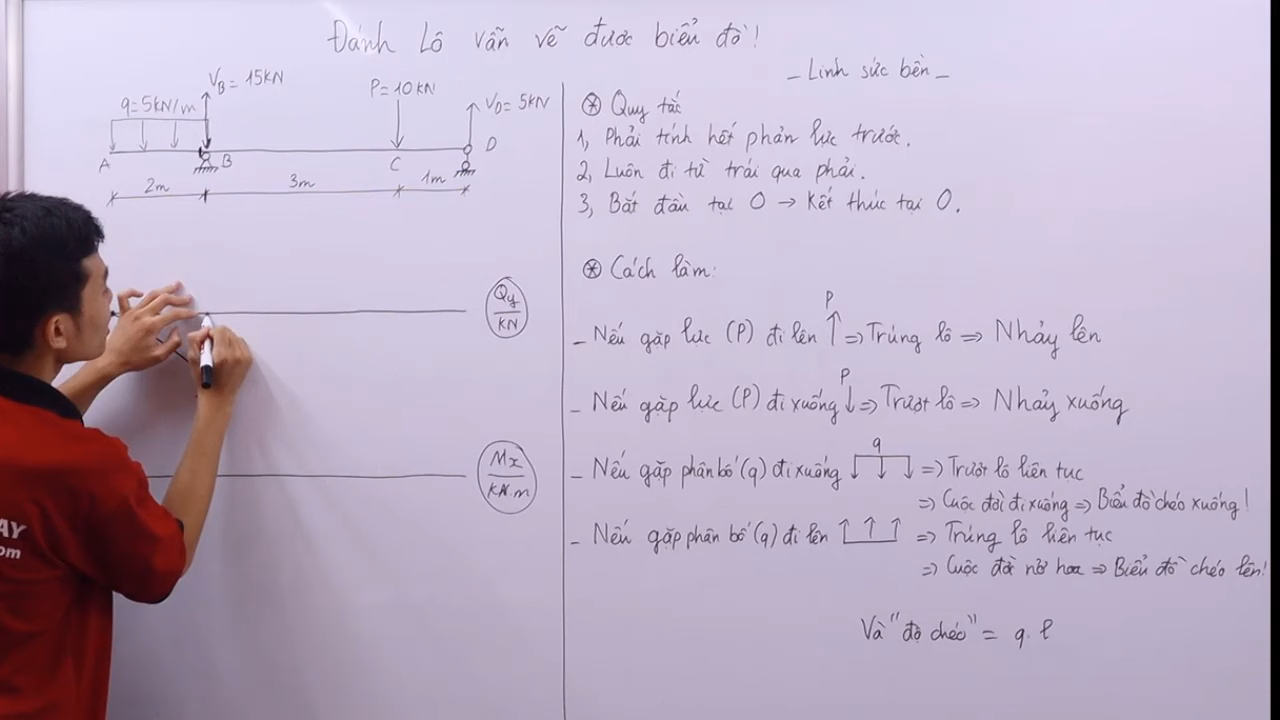 Đánh Lô vẫn vẽ được biểu đồ!
_ Linh sức bền _
q=5kN/m
V_B = 15KN
P=10KN
V_D= 5KN
A
B
C
D
2m
3m
1m
Qy
KN
Mx
KN.m
⊛ Quy tắc
1, Phải tính hết phản lực trước.
2, Luôn đi từ trái qua phải.
3, Bắt đầu tại O → Kết thúc tại O.
⊛ Cách làm:
P
_ Nếu gặp lực (P) đi lên ↑ => Trúng lô => Nhảy lên
P
_ Nếu gặp lực (P) đi xuống ↓ => Trượt lô => Nhảy xuống
q
_ Nếu gặp phân bố (q) đi xuống ↓↓↓ => Trượt lô liên tục
=> Cuộc đời đi xuống => Biểu đồ chéo xuống!
_ Nếu gặp phân bố (q) đi lên ↑↑↑ => Trúng lô liên tục
=> Cuộc đời nở hoa => Biểu đồ chéo lên!
Và "độ chéo" = q.l
AY
om